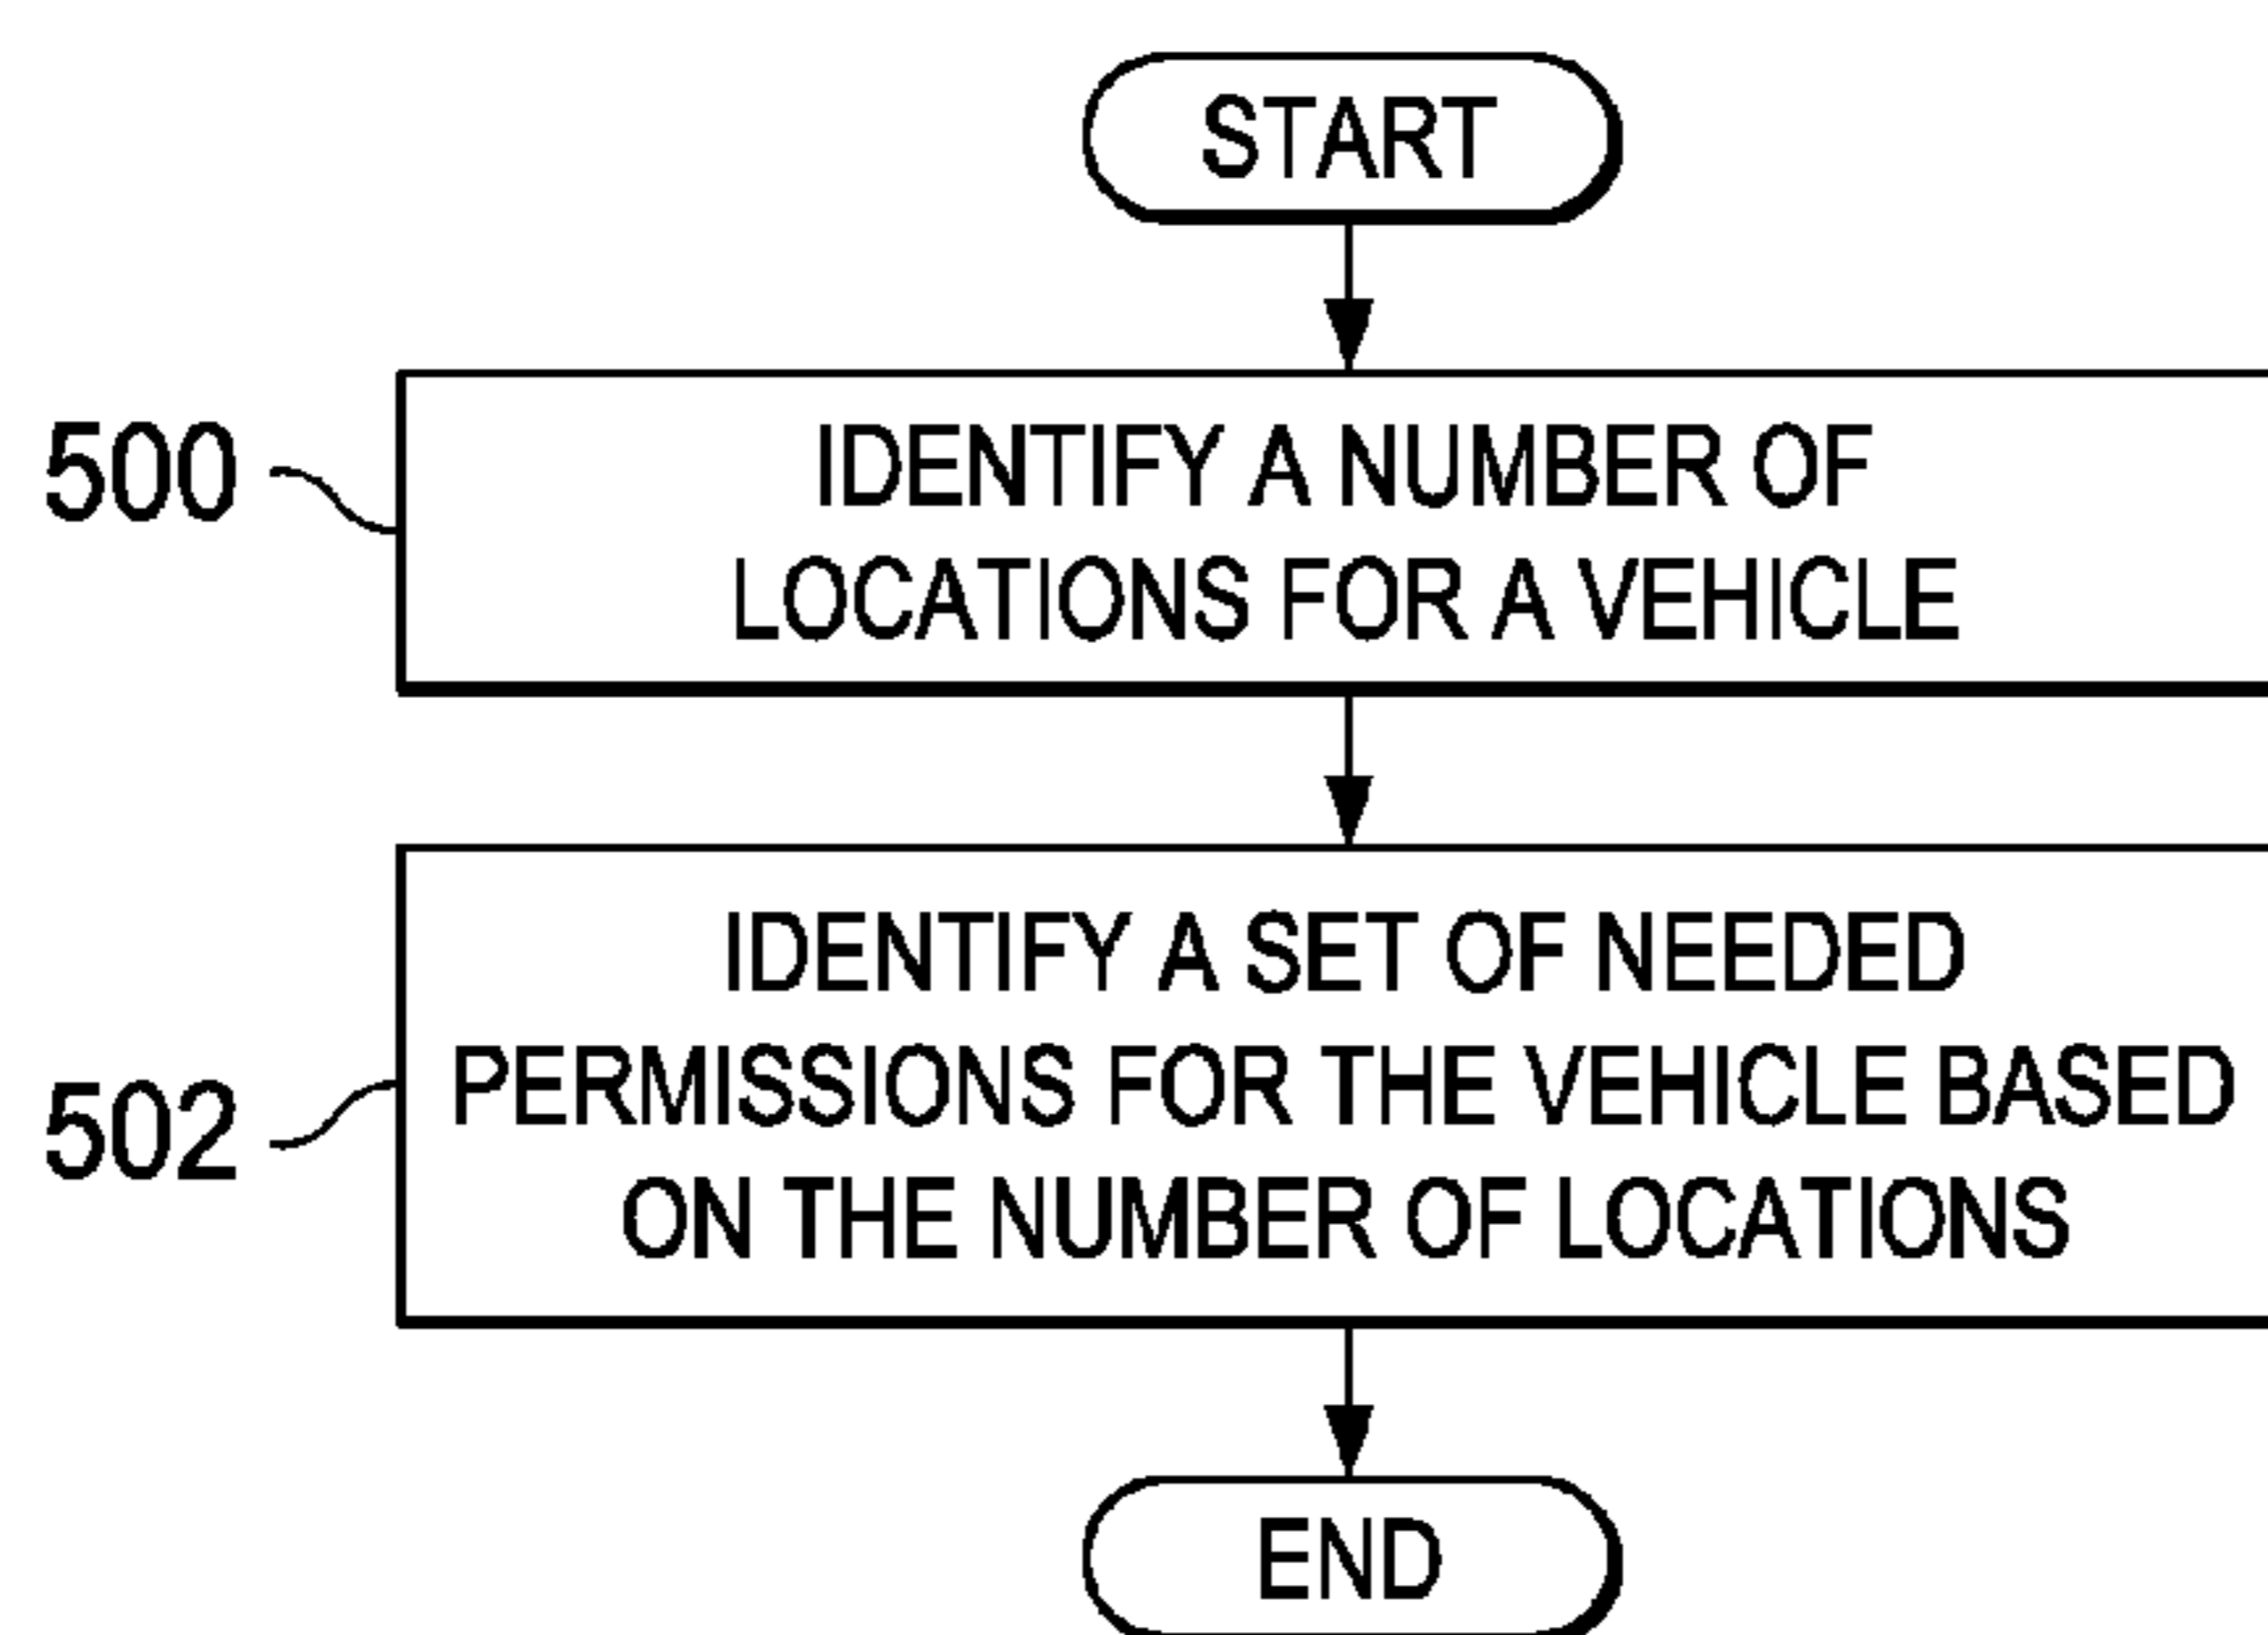 START
500
IDENTIFY A NUMBER OF
LOCATIONS FOR A VEHICLE
502
IDENTIFY A SET OF NEEDED
PERMISSIONS FOR THE VEHICLE BASED
ON THE NUMBER OF LOCATIONS
END